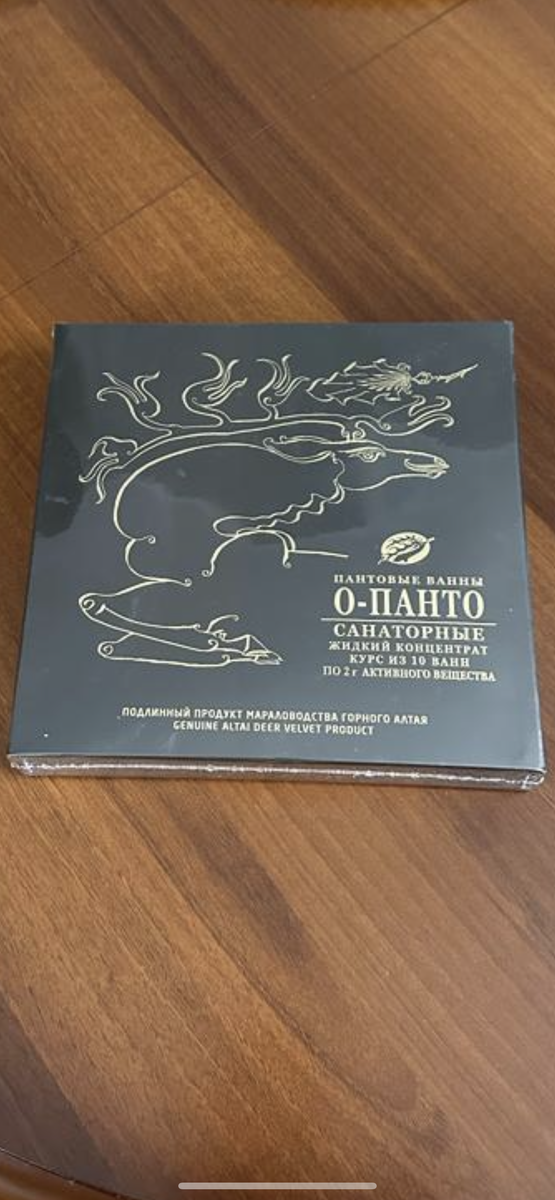 ПАНТОВЫЕ ВАННЫ
О-ПАНТО
САНАТОРНЫЕ
ЖИДКИЙ КОНЦЕНТРАТ
КУРС ИЗ 10 ВАНН
ПО 2 г АКТИВНОГО ВЕЩЕСТВА
ПОДЛИННЫЙ ПРОДУКТ МАРАЛОВОДСТВА ГОРНОГО АЛТАЯ
GENUINE ALTAI DEER VELVET PRODUCT